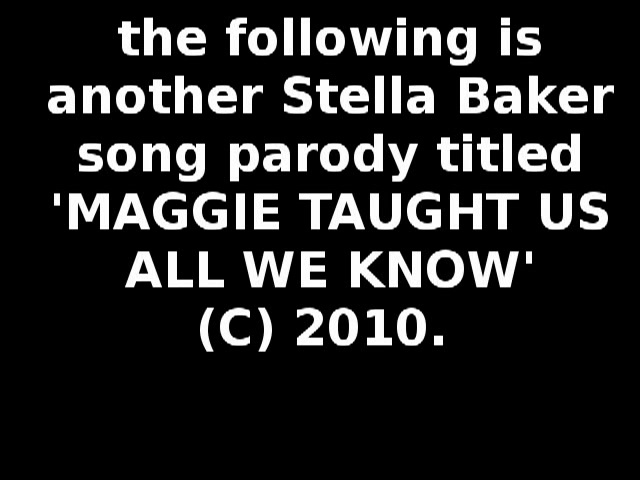 the following is
another Stella Baker
song parody titled
'MAGGIE TAUGHT US
ALL WE KNOW'
(C) 2010.